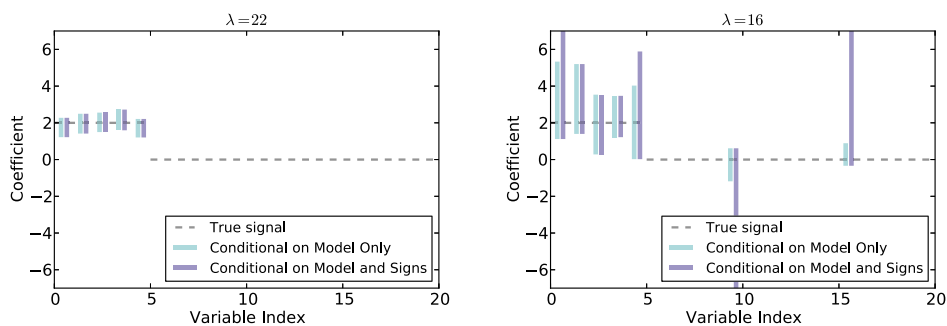 λ=22
6
4
2
0
−2
−4
−6
Coefficient
0
5
10
15
20
Variable Index
True signal
Conditional on Model Only
Conditional on Model and Signs
λ=16
6
4
2
0
−2
−4
−6
Coefficient
0
5
10
15
20
Variable Index
True signal
Conditional on Model Only
Conditional on Model and Signs